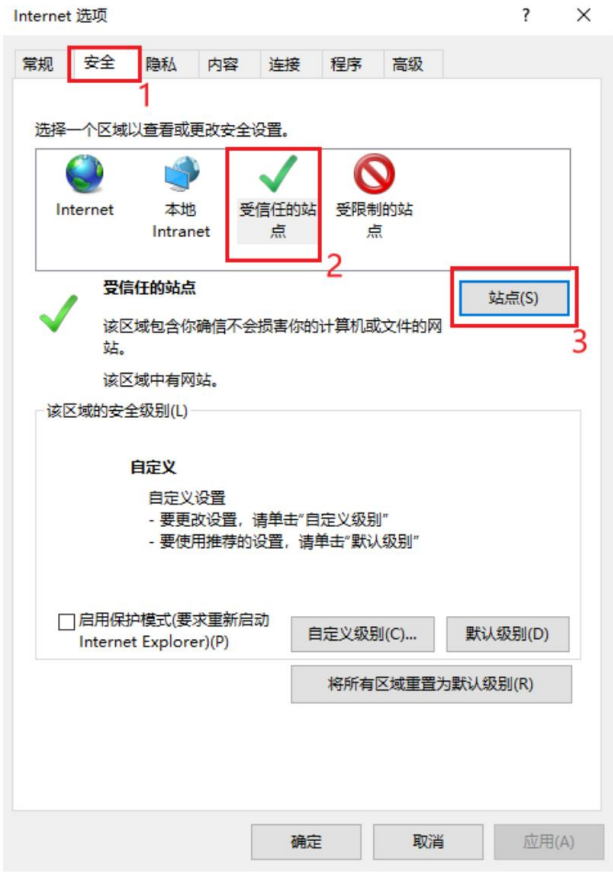 Internet 选项
?
×
常规 安全 隐私 内容 连接 程序 高级
1
选择一个区域以查看或更改安全设置。
Internet
本地
Intranet
受信任的站
点
受限制的站
点
2
受信任的站点
站点(S)
3
该区域包含你确信不会损害你的计算机或文件的网
站。
该区域中有网站。
该区域的安全级别(L)
自定义
自定义设置
- 要更改设置，请单击“自定义级别”
- 要使用推荐的设置，请单击“默认级别”
启用保护模式(要求重新启动
Internet Explorer)(P)
自定义级别(C)... 默认级别(D)
将所有区域重置为默认级别(R)
确定 取消 应用(A)